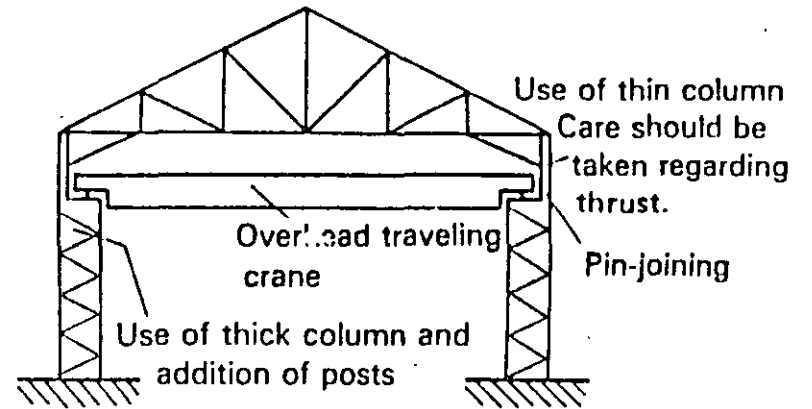 Use of thin column
Care should be
taken regarding
thrust.
Pin-joining
traveling
crane
Use of thick column and
addition of posts